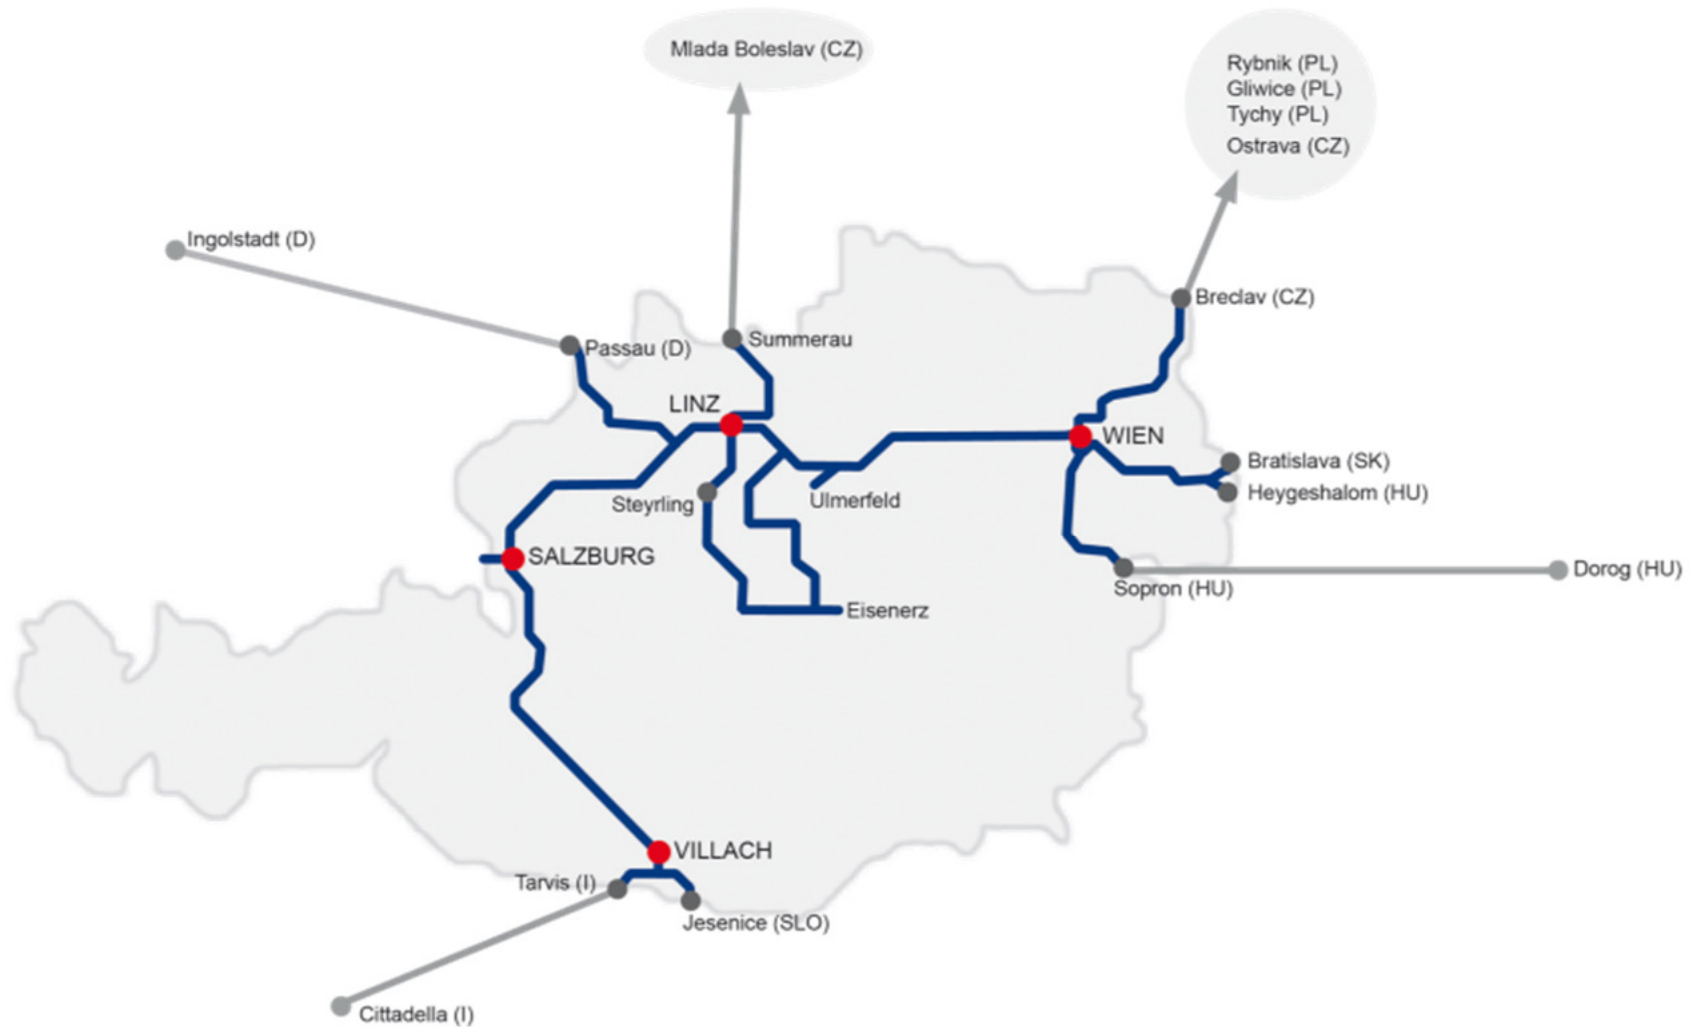 Mlada Boleslav (CZ)
Rybnik (PL)
Gliwice (PL)
Tychy (PL)
Ostrava (CZ)
Ingolstadt (D)
Breclav (CZ)
Passau (D)
Summerau
LINZ
WIEN
Bratislava (SK)
Heygeshalom (HU)
Steyrling
Ulmerfeld
SALZBURG
Dorog (HU)
Sopron (HU)
Eisenerz
VILLACH
Tarvis (I)
Jesenice (SLO)
Cittadella (I)